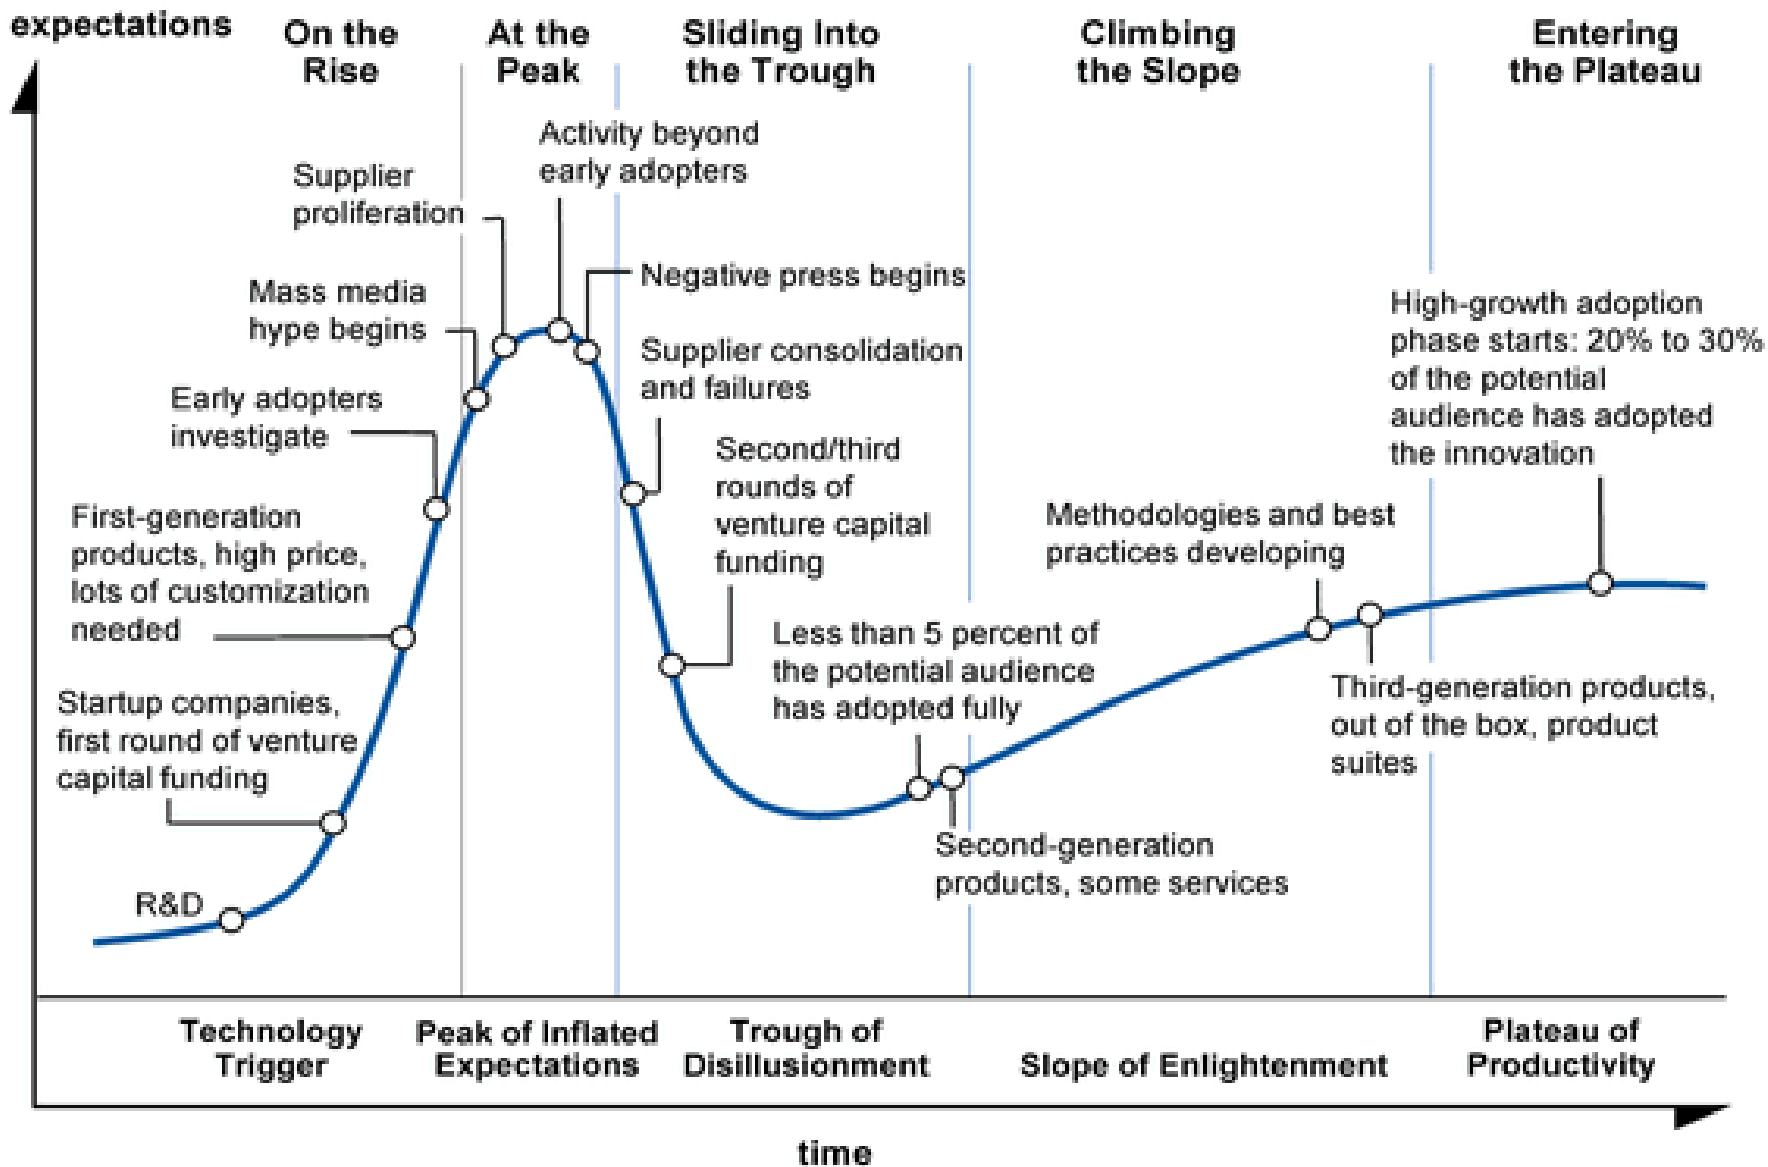 expectations
On the
Rise
At the
Peak
Sliding Into
the Trough
Climbing
the Slope
Entering
the Plateau
Activity beyond
early adopters
Supplier
proliferation
Negative press begins
Mass media
hype begins
Supplier consolidation
and failures
High-growth adoption
phase starts: 20% to 30%
of the potential
audience has adopted
the innovation
Early adopters
investigate
Second/third
rounds of
venture capital
funding
First-generation
products, high price,
lots of customization
needed
Methodologies and best
practices developing
Less than 5 percent of
the potential audience
has adopted fully
Startup companies,
first round of venture
capital funding
Third-generation products,
out of the box, product
suites
Second-generation
products, some services
R&D
Technology
Trigger
Peak of Inflated
Expectations
Trough of
Disillusionment
Slope of Enlightenment
Plateau of
Productivity
time